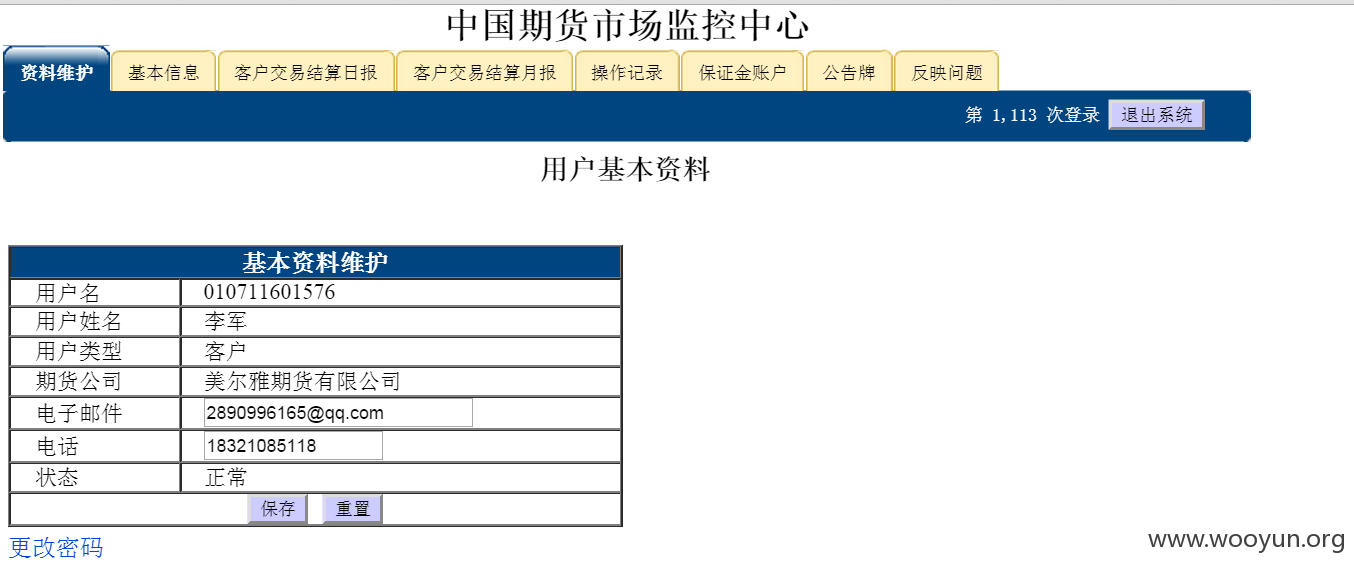 中国期货市场监控中心
资料维护 基本信息 客户交易结算日报 客户交易结算月报 操作记录 保证金账户 公告牌 反映问题
第 1,113 次登录 退出系统
用户基本资料
基本资料维护
用户名 010711601576
用户姓名 李军
用户类型 客户
期货公司 美尔雅期货有限公司
电子邮件 2890996165@qq.com
电话 18321085118
状态 正常
保存 重置
更改密码
www.wooyun.org